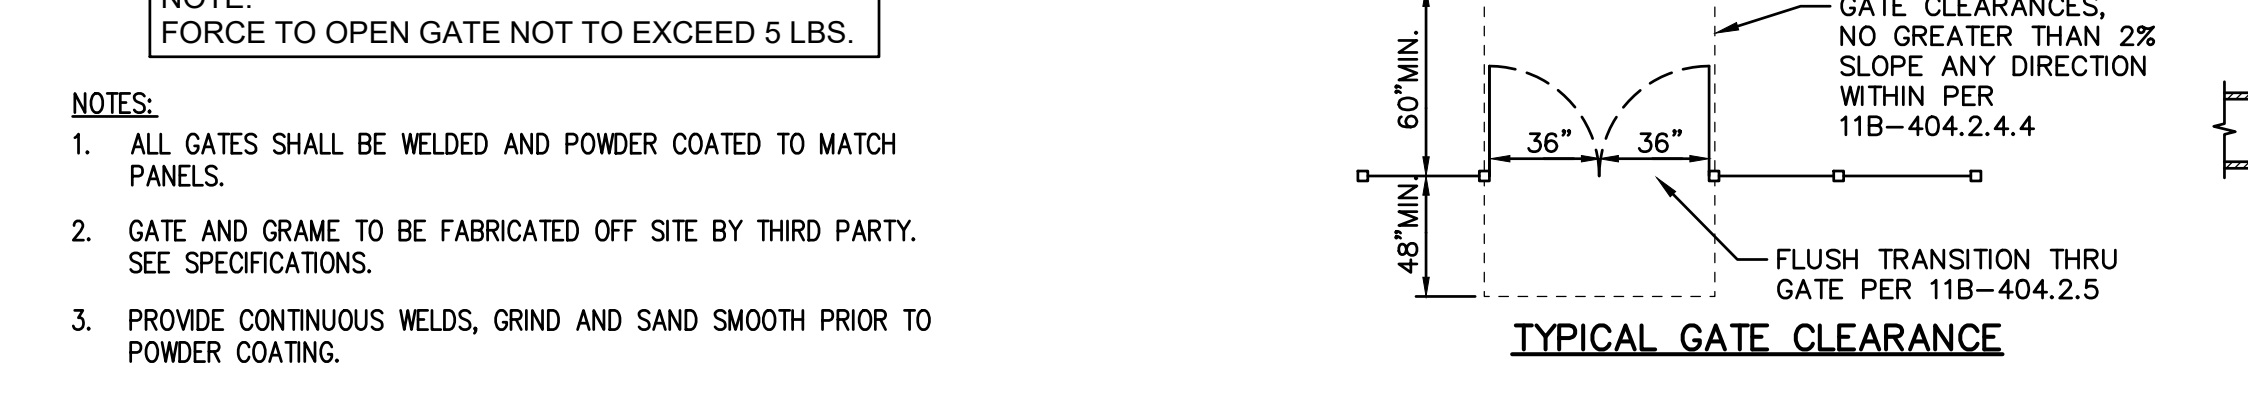 NOTE:
FORCE TO OPEN GATE NOT TO EXCEED 5 LBS.
NOTES:
1. ALL GATES SHALL BE WELDED AND POWDER COATED TO MATCH
PANELS.
2. GATE AND GRAME TO BE FABRICATED OFF SITE BY THIRD PARTY.
SEE SPECIFICATIONS.
3. PROVIDE CONTINUOUS WELDS, GRIND AND SAND SMOOTH PRIOR TO
POWDER COATING.
GATE CLEARANCES,
NO GREATER THAN 2%
SLOPE ANY DIRECTION
WITHIN PER
11B-404.2.4.4
60"MIN.
36" 36"
48"MIN.
FLUSH TRANSITION THRU
GATE PER 11B-404.2.5
TYPICAL GATE CLEARANCE